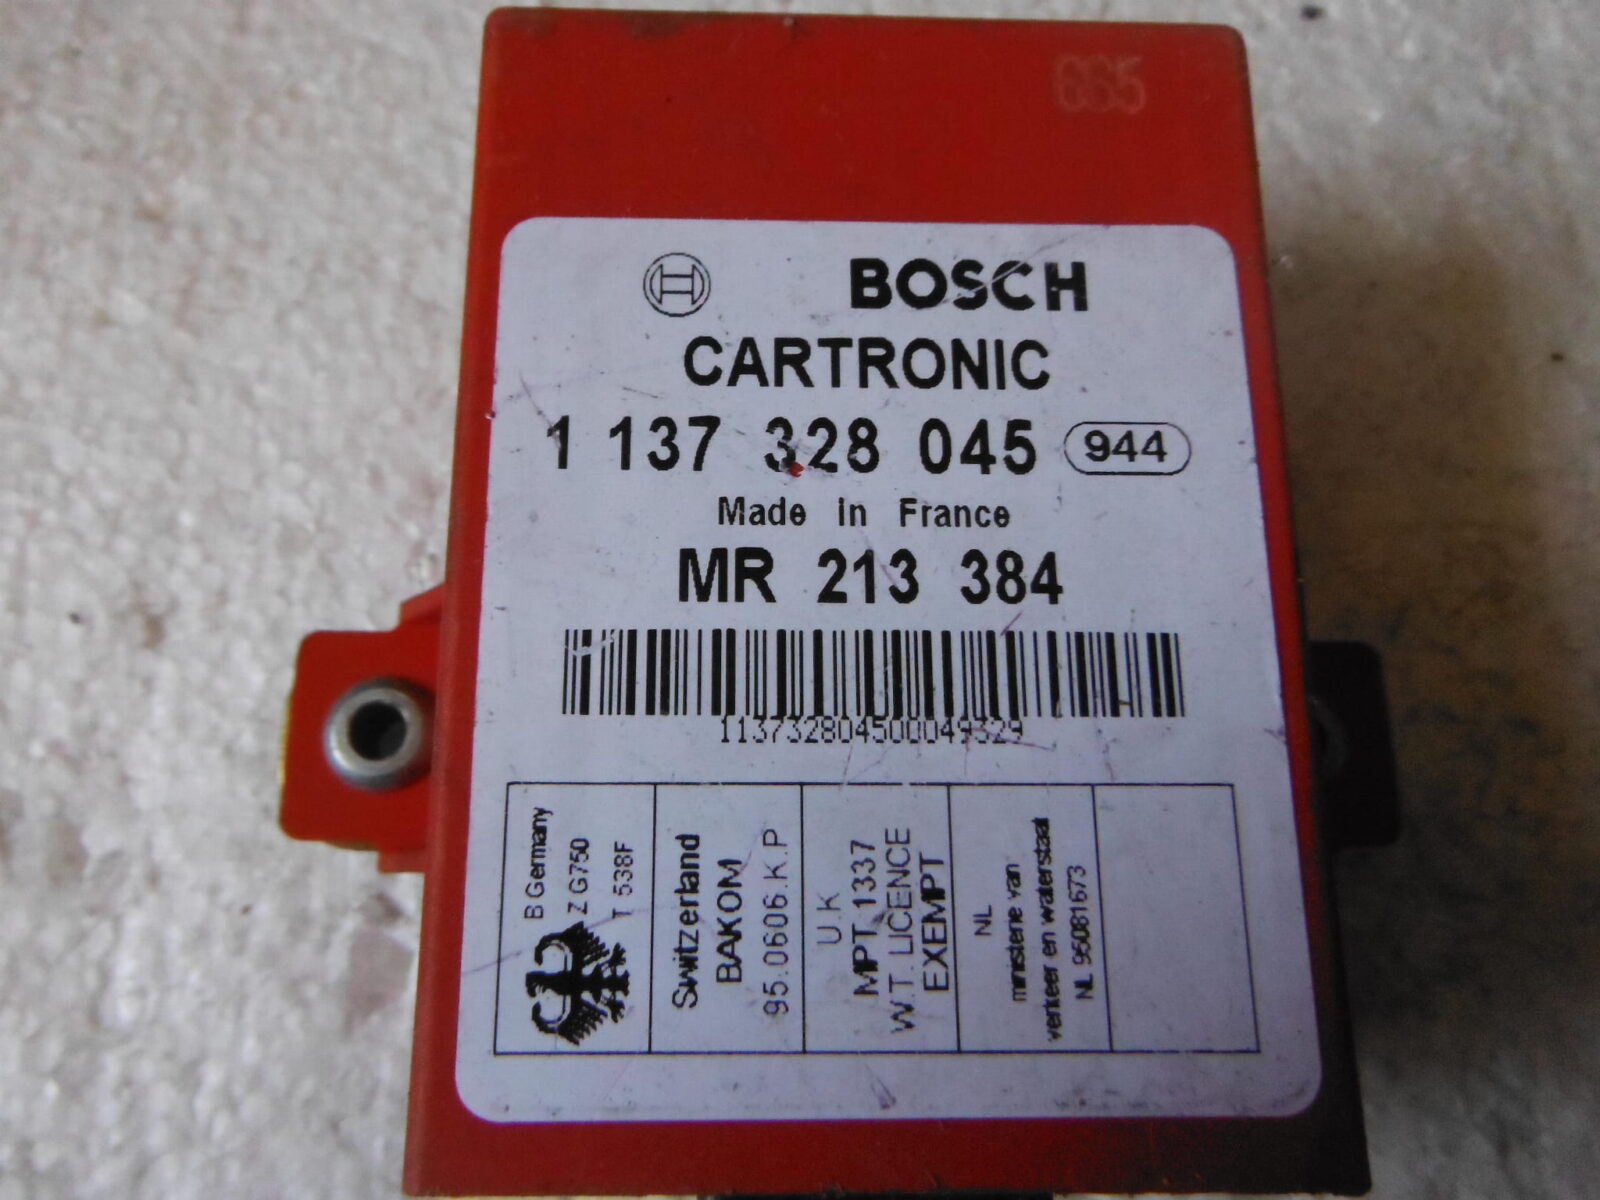 665
BOSCH
CARTRONIC
1 137 328 045 944
Made in France
MR 213 384
113732804500049329
B Germany
Z G750
T 538F
Switzerland
BAKOM
95.0606.K.P
U.K
MPT 1337
W.T. LICENCE
EXEMPT
NL
ministerie van
verkeer en waterstaat
NL 95081673